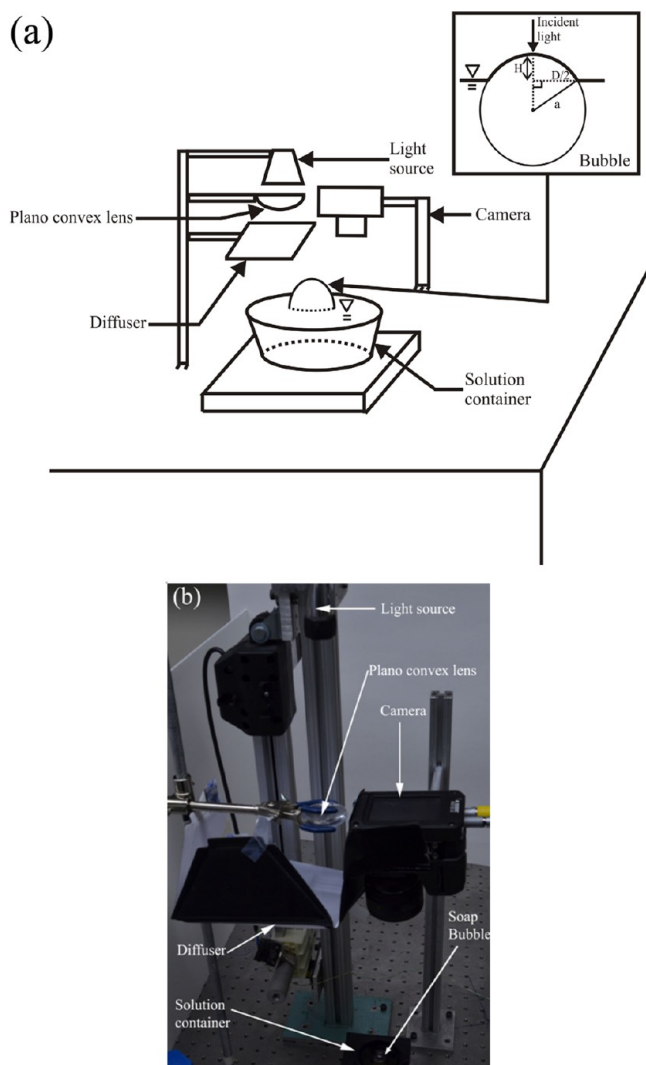 (a)
Incident
light
H
D/2
a
Bubble
Light
source
Plano convex lens
Camera
Diffuser
Solution
container
(b)
Light source
Plano convex lens
Camera
Soap
Bubble
Diffuser
Solution
container